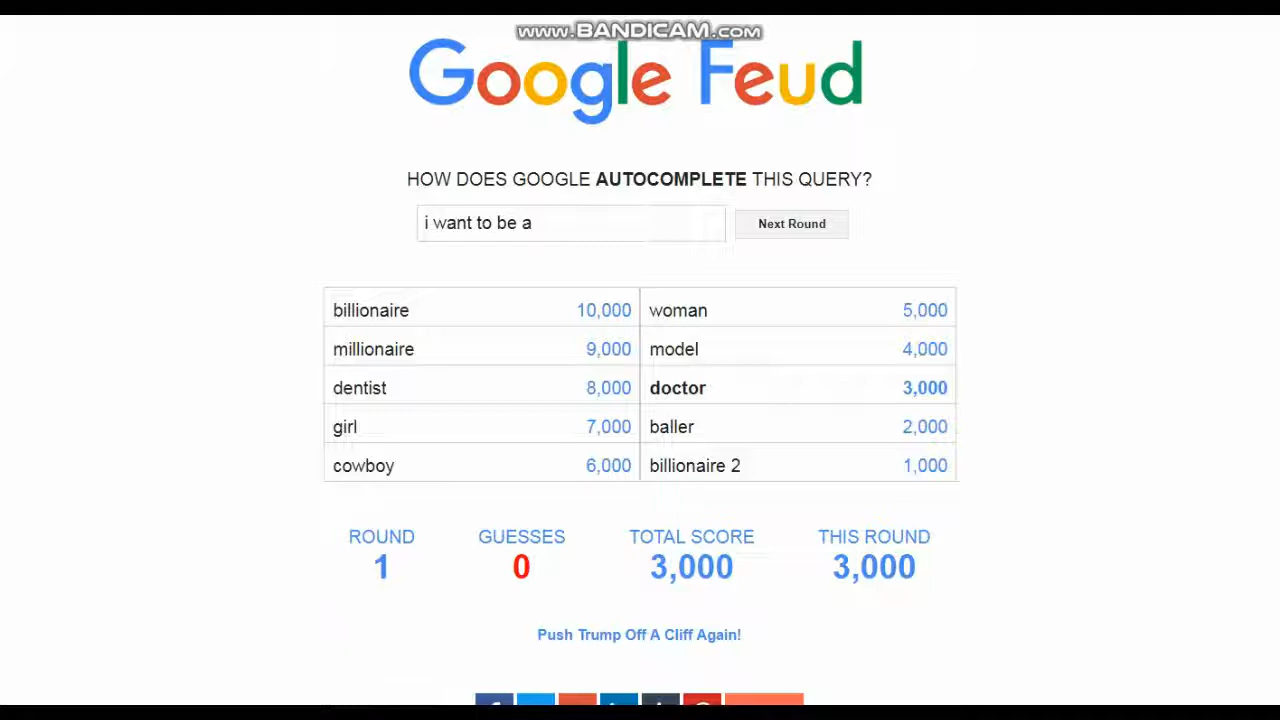 www.BANDICAM.com
Google Feud
HOW DOES GOOGLE AUTOCOMPLETE THIS QUERY?
i want to be a
Next Round
billionaire 10,000 woman 5,000
millionaire 9,000 model 4,000
dentist 8,000 doctor 3,000
girl 7,000 baller 2,000
cowboy 6,000 billionaire 2 1,000
ROUND GUESSES TOTAL SCORE THIS ROUND
1 0 3,000 3,000
Push Trump Off A Cliff Again!